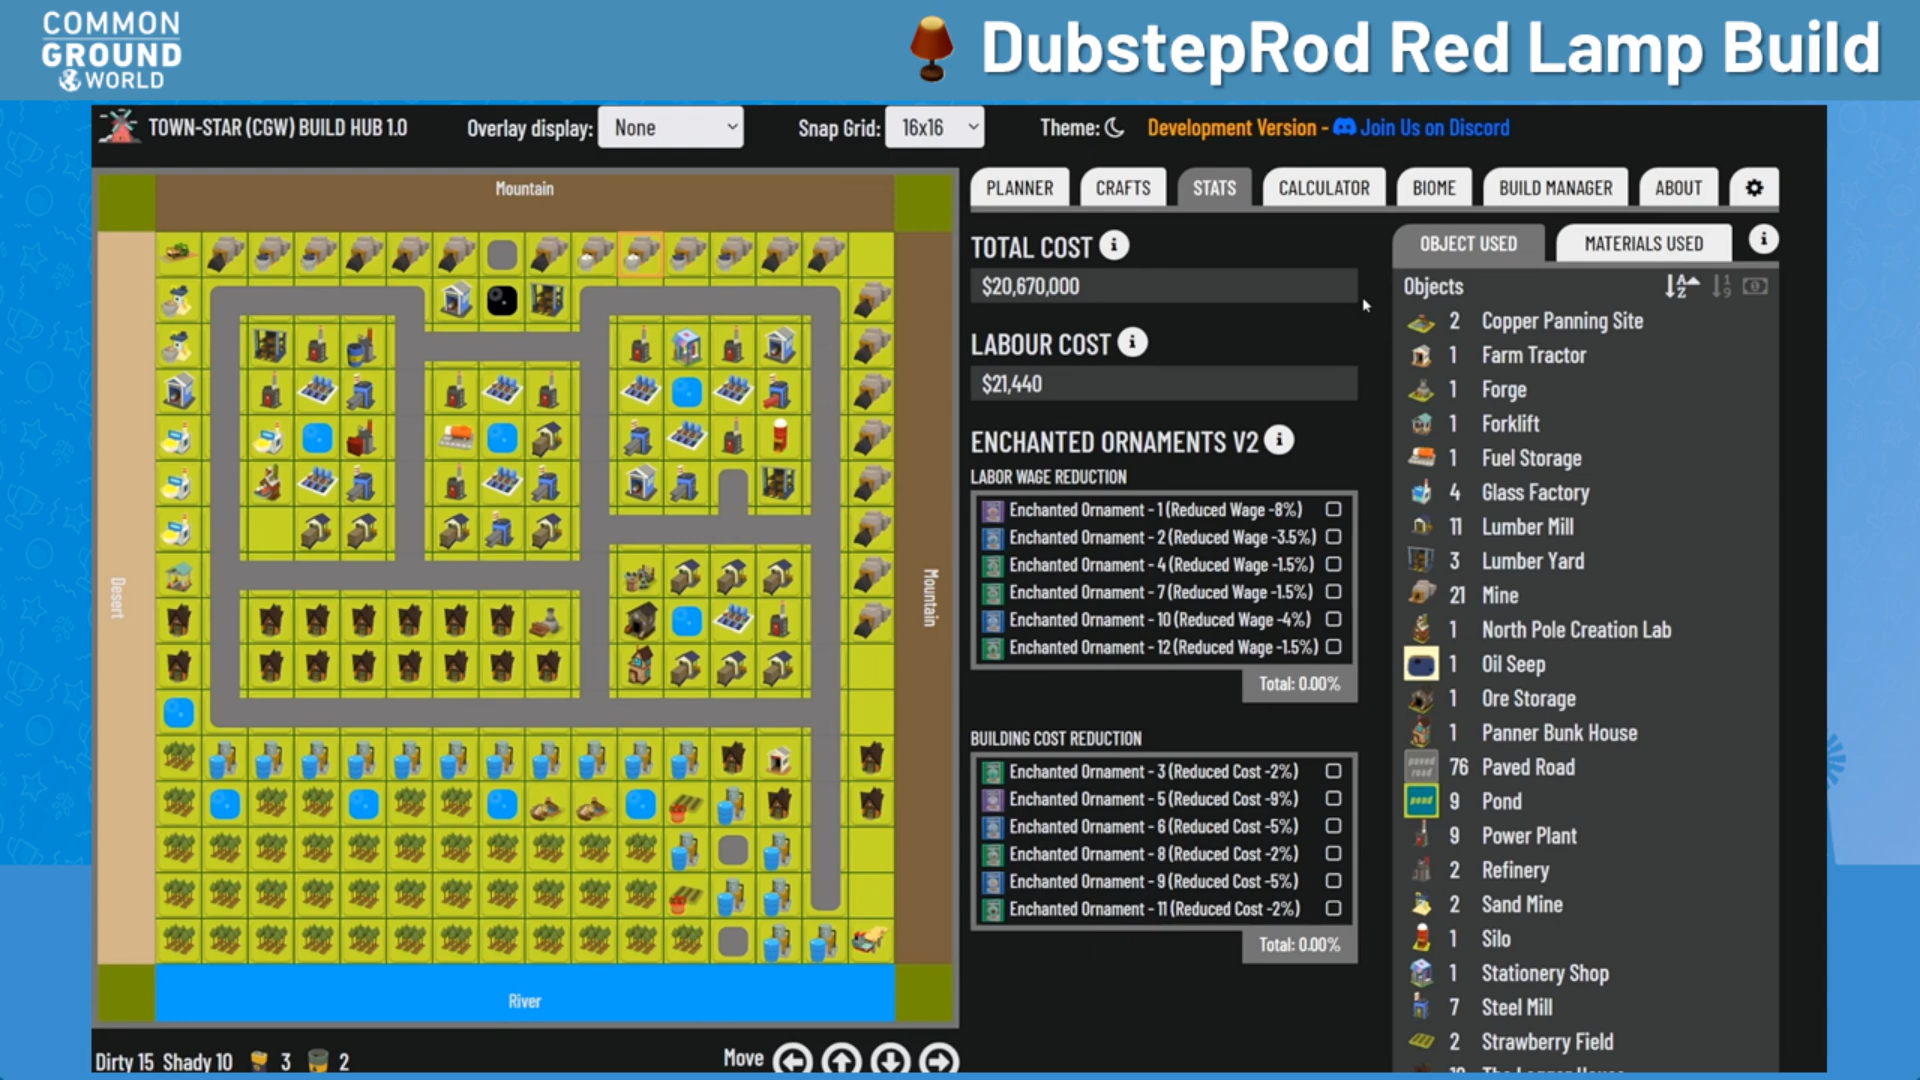 COMMON
GROUND
WORLD
DubstepRod Red Lamp Build
TOWN-STAR (CGW) BUILD HUB 1.0
Overlay display: None
Snap Grid: 16x16
Theme:
Development Version - Join Us on Discord
PLANNER
CRAFTS
STATS
CALCULATOR
BIOME
BUILD MANAGER
ABOUT
Mountain
Desert
Mountain
River
Dirty 15 Shady 10 3 2
Move
TOTAL COST
$20,670,000
LABOUR COST
$21,440
ENCHANTED ORNAMENTS V2
LABOR WAGE REDUCTION
Enchanted Ornament - 1 (Reduced Wage -8%)
Enchanted Ornament - 2 (Reduced Wage -3.5%)
Enchanted Ornament - 4 (Reduced Wage -1.5%)
Enchanted Ornament - 7 (Reduced Wage -1.5%)
Enchanted Ornament - 10 (Reduced Wage -4%)
Enchanted Ornament - 12 (Reduced Wage -1.5%)
Total: 0.00%
BUILDING COST REDUCTION
Enchanted Ornament - 3 (Reduced Cost -2%)
Enchanted Ornament - 5 (Reduced Cost -9%)
Enchanted Ornament - 6 (Reduced Cost -5%)
Enchanted Ornament - 8 (Reduced Cost -2%)
Enchanted Ornament - 9 (Reduced Cost -5%)
Enchanted Ornament - 11 (Reduced Cost -2%)
Total: 0.00%
OBJECT USED
MATERIALS USED
Objects
2 Copper Panning Site
1 Farm Tractor
1 Forge
1 Forklift
1 Fuel Storage
4 Glass Factory
11 Lumber Mill
3 Lumber Yard
21 Mine
1 North Pole Creation Lab
1 Oil Seep
1 Ore Storage
1 Panner Bunk House
paved road 76 Paved Road
pond 9 Pond
9 Power Plant
2 Refinery
2 Sand Mine
1 Silo
1 Stationery Shop
7 Steel Mill
2 Strawberry Field